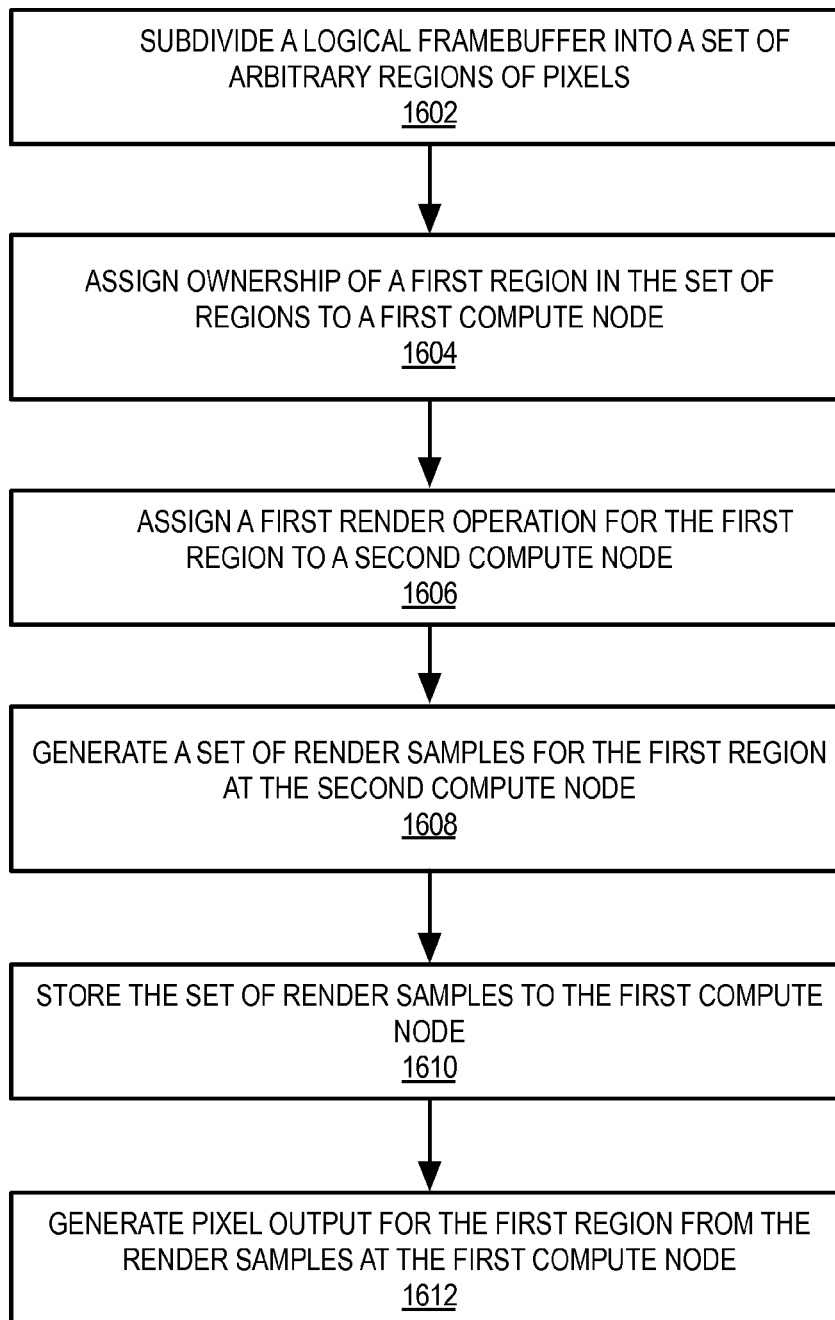 SUBDIVIDE A LOGICAL FRAMEBUFFER INTO A SET OF
ARBITRARY REGIONS OF PIXELS
1602
ASSIGN OWNERSHIP OF A FIRST REGION IN THE SET OF
REGIONS TO A FIRST COMPUTE NODE
1604
ASSIGN A FIRST RENDER OPERATION FOR THE FIRST
REGION TO A SECOND COMPUTE NODE
1606
GENERATE A SET OF RENDER SAMPLES FOR THE FIRST REGION
AT THE SECOND COMPUTE NODE
1608
STORE THE SET OF RENDER SAMPLES TO THE FIRST COMPUTE
NODE
1610
GENERATE PIXEL OUTPUT FOR THE FIRST REGION FROM THE
RENDER SAMPLES AT THE FIRST COMPUTE NODE
1612